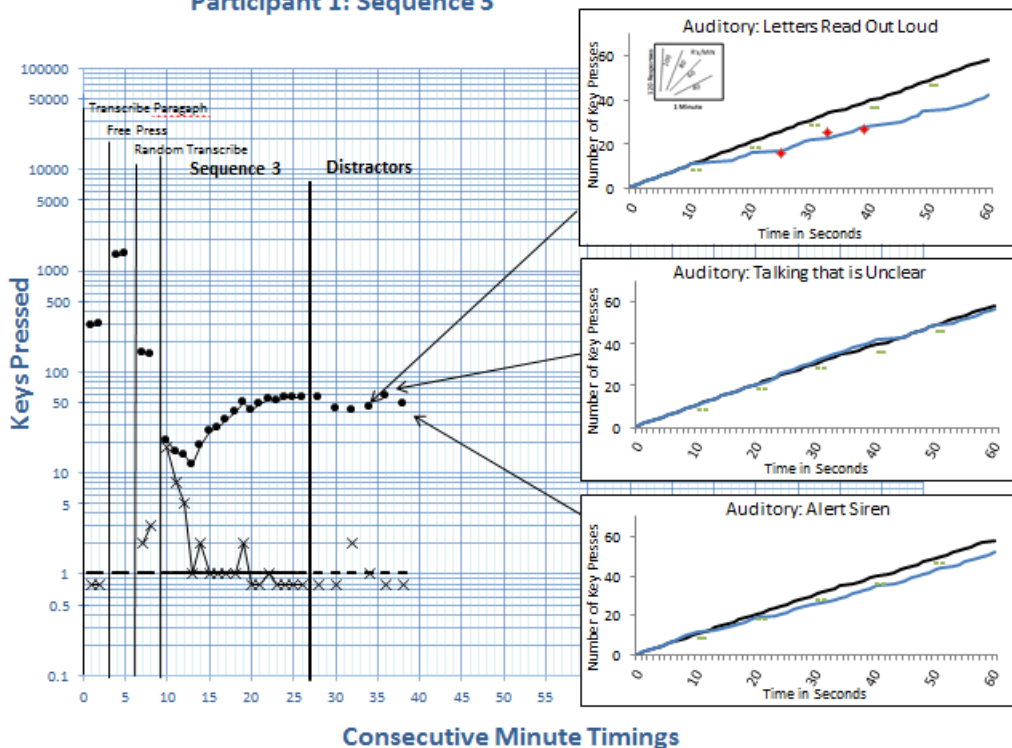 Participant 1: Sequence 3
Keys Pressed
100000
50000
10000
5000
1000
500
100
50
10
5
1
0.5
0.1
Transcribe Paragaph
Free Press
Random Transcribe
Sequence 3
Distractors
0 5 10 15 20 25 30 35 40 45 50 55
Consecutive Minute Timings
Auditory: Letters Read Out Loud
Number of Key Presses
60
40
20
0
120 Responses
R's/MIN
1 Minute
0 10 20 30 40 50 60
Time in Seconds
Auditory: Talking that is Unclear
Number of Key Presses
60
40
20
0
0 10 20 30 40 50 60
Time in Seconds
Auditory: Alert Siren
Number of Key Presses
60
40
20
0
0 10 20 30 40 50 60
Time in Seconds